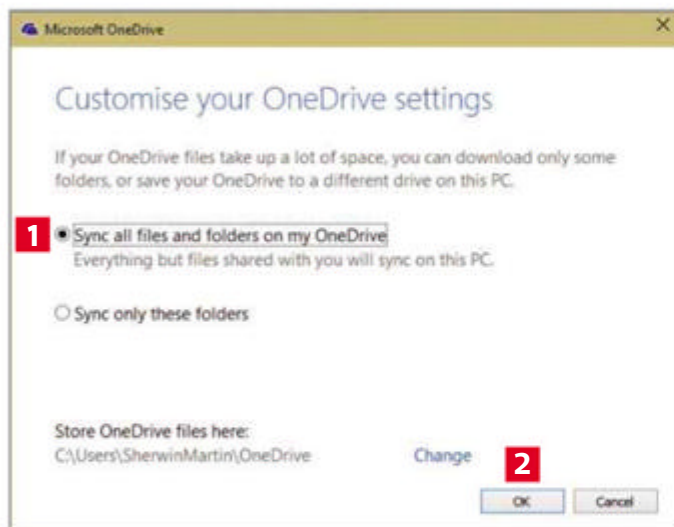 Microsoft OneDrive
Customise your OneDrive settings
If your OneDrive files take up a lot of space, you can download only some
folders, or save your OneDrive to a different drive on this PC.
1 Sync all files and folders on my OneDrive
Everything but files shared with you will sync on this PC.
Sync only these folders
Store OneDrive files here:
C:\Users\SherwinMartin\OneDrive Change
2
OK Cancel